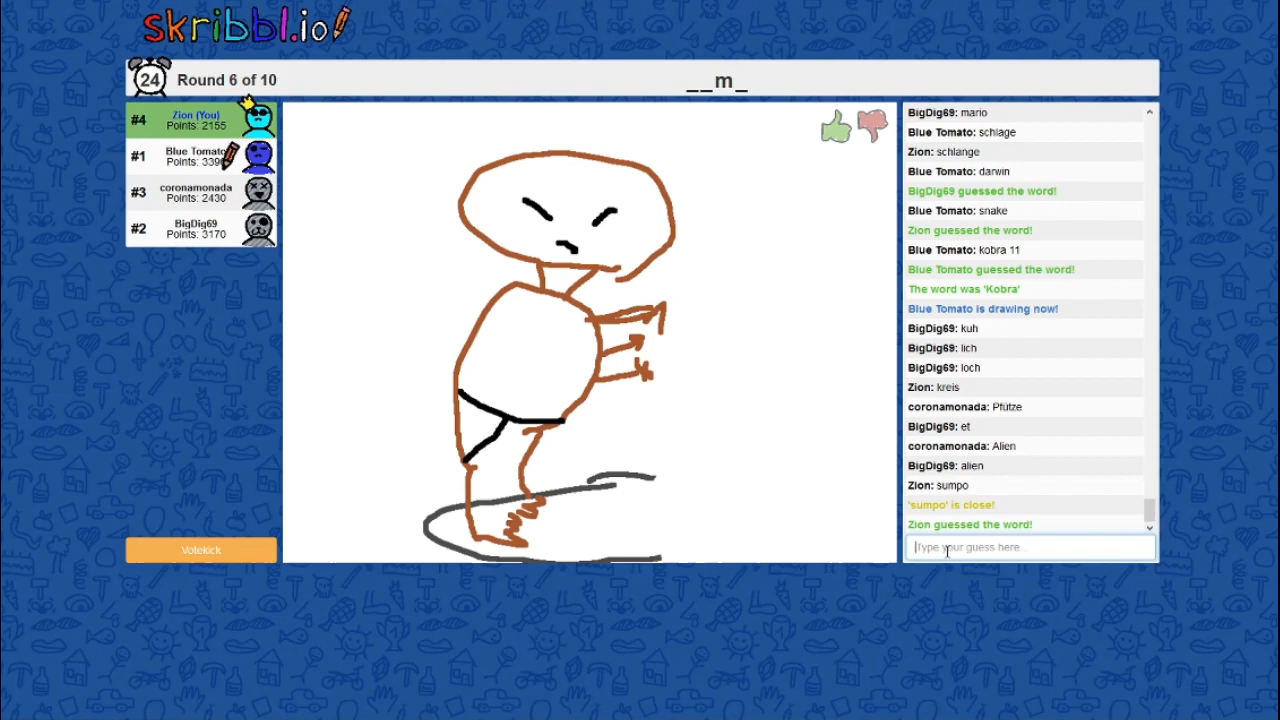 skribbl.io
24
Round 6 of 10
__m_
#4
Zion (You)
Points: 2155
#1
Blue Tomato
Points: 3390
#3
coronamonada
Points: 2430
#2
BigDig69
Points: 3170
Votekick
BigDig69: mario
Blue Tomato: schlage
Zion: schlange
Blue Tomato: darwin
BigDig69 guessed the word!
Blue Tomato: snake
Zion guessed the word!
Blue Tomato: kobra 11
Blue Tomato guessed the word!
The word was 'Kobra'
Blue Tomato is drawing now!
BigDig69: kuh
BigDig69: lich
BigDig69: loch
Zion: kreis
coronamonada: Pfütze
BigDig69: et
coronamonada: Alien
BigDig69: alien
Zion: sumpo
'sumpo' is close!
Zion guessed the word!
Type your guess here...